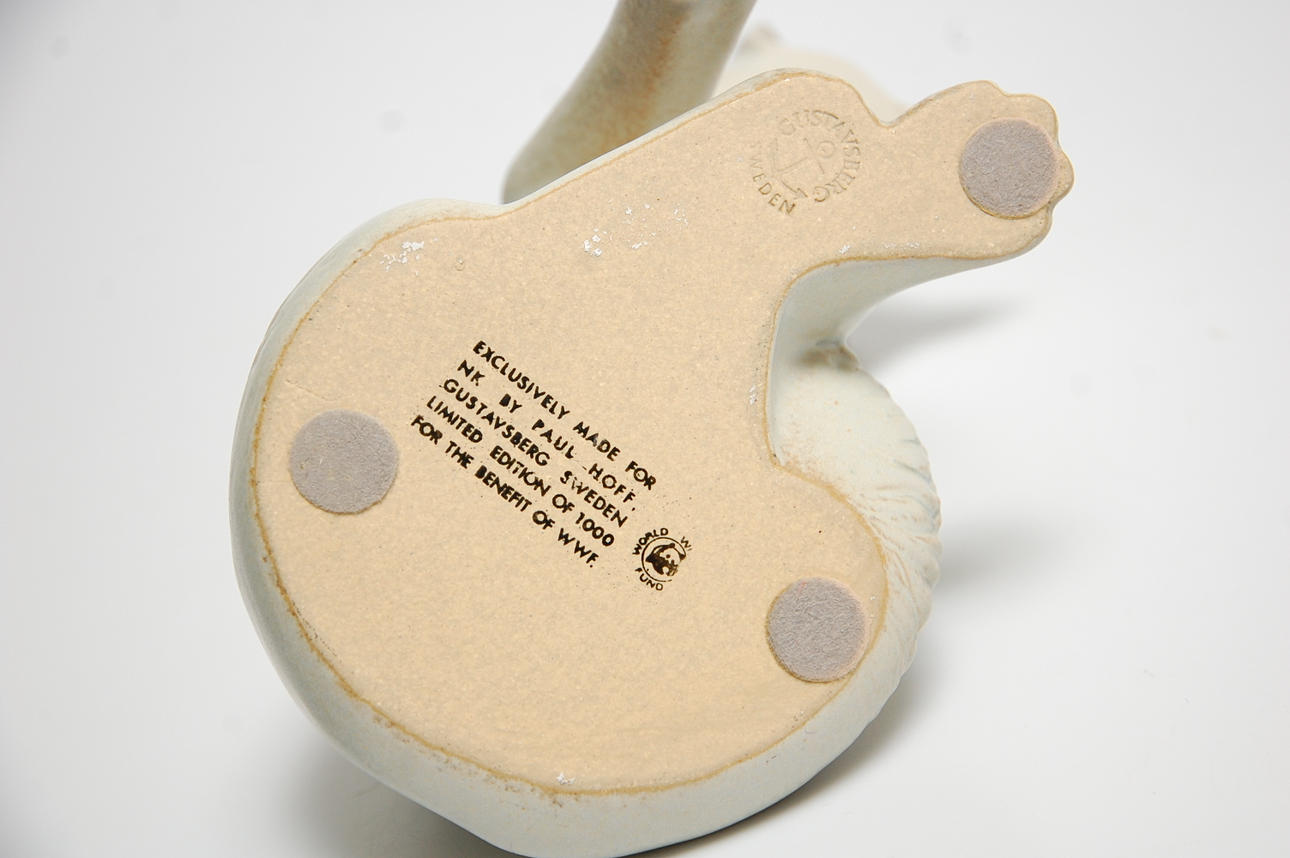 GUSTAVSBERG
SWEDEN
EXCLUSIVELY MADE FOR
NK BY PAUL HOFF,
GUSTAVSBERG SWEDEN
LIMITED EDITION OF 1000
FOR THE BENEFIT OF WWF.
WORLD WI
FUND